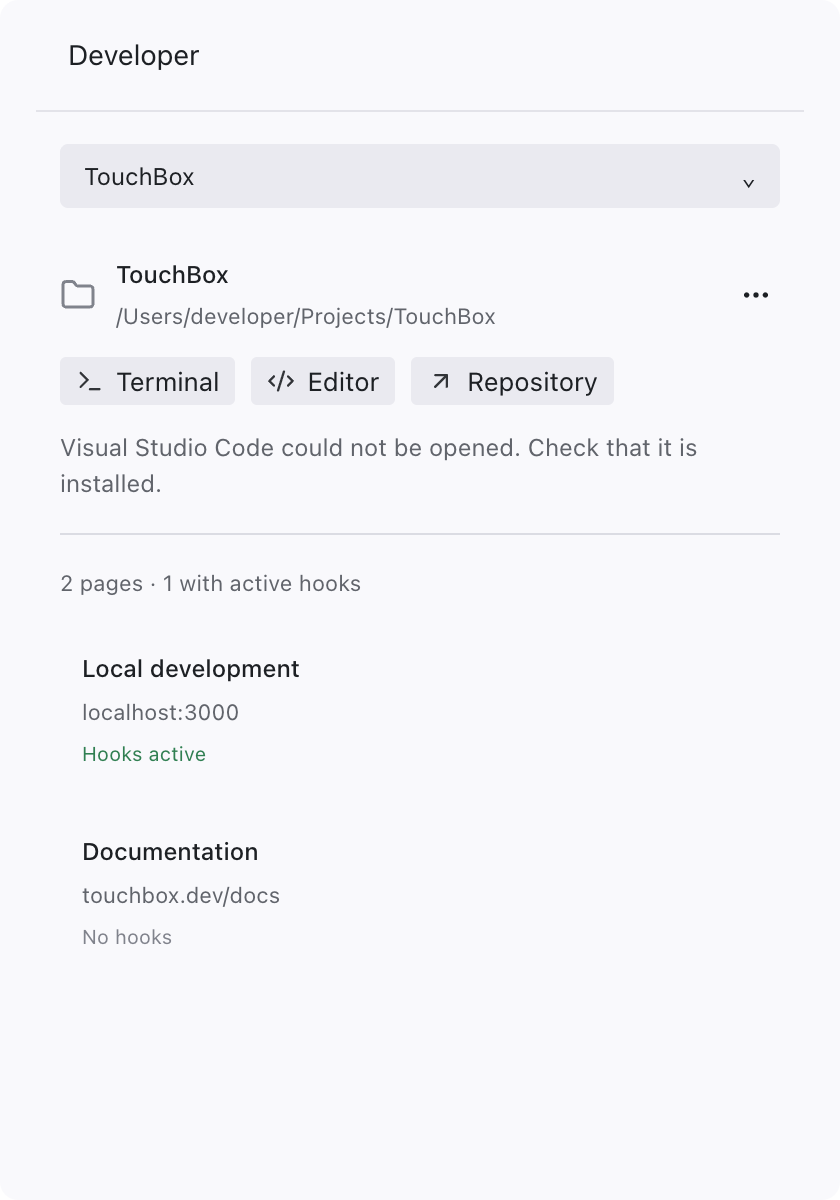 Developer
TouchBox
TouchBox
/Users/developer/Projects/TouchBox
Terminal
Editor
Repository
Visual Studio Code could not be opened. Check that it is
installed.
2 pages · 1 with active hooks
Local development
localhost:3000
Hooks active
Documentation
touchbox.dev/docs
No hooks